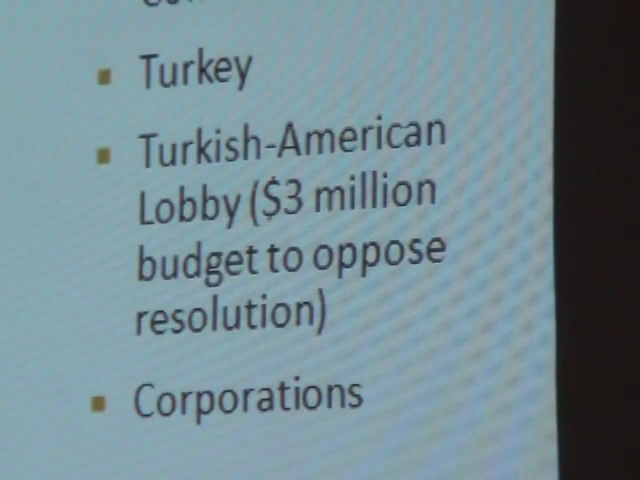 Turkey
Turkish-American
Lobby ($3 million
budget to oppose
resolution)
Corporations